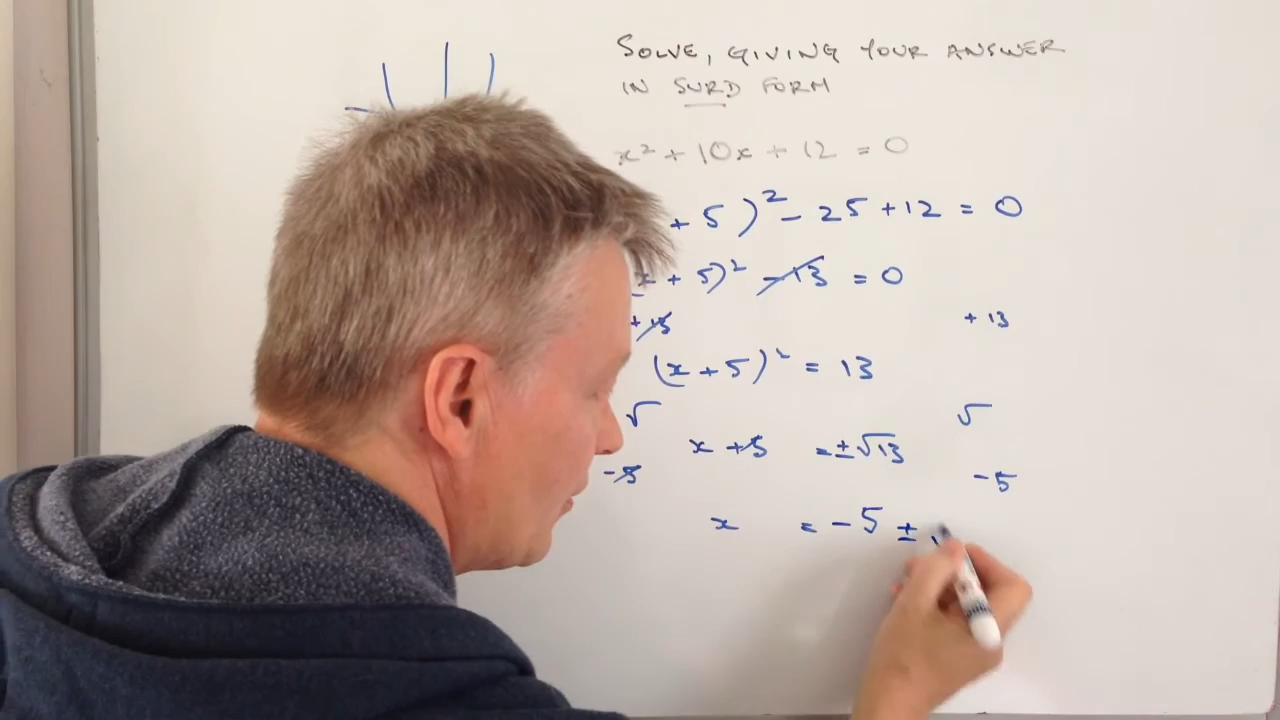 SOLVE, GIVING YOUR ANSWER
IN SURD FORM
x² + 10x + 12 = 0
+ 5 )² - 25 + 12 = 0
x + 5)² - 13 = 0
+ 13 + 13
(x + 5)² = 13
√ √
x + 5 = ± √13
- 5 - 5
x = - 5 ±